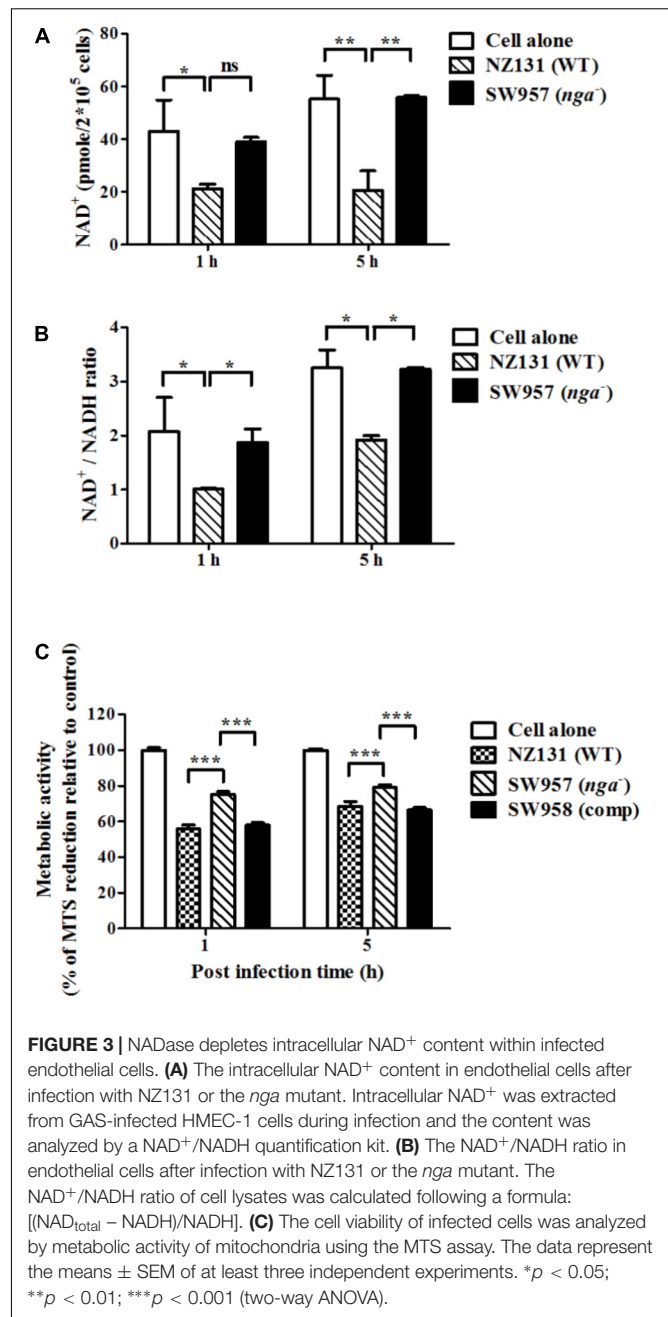 A
Cell alone
NZ131 (WT)
SW957 (nga-)
NAD+ (pmole/2*10^5 cells)
80
60
40
20
0
*
ns
**
**
1 h
5 h
B
Cell alone
NZ131 (WT)
SW957 (nga-)
NAD+ / NADH ratio
4
3
2
1
0
*
*
*
*
1 h
5 h
C
Cell alone
NZ131 (WT)
SW957 (nga-)
SW958 (comp)
Metabolic activity
(% of MTS reduction relative to control)
120
100
80
60
40
20
0
***
***
***
***
1
5
Post infection time (h)
FIGURE 3 | NADase depletes intracellular NAD+ content within infected
endothelial cells. (A) The intracellular NAD+ content in endothelial cells after
infection with NZ131 or the nga mutant. Intracellular NAD+ was extracted
from GAS-infected HMEC-1 cells during infection and the content was
analyzed by a NAD+/NADH quantification kit. (B) The NAD+/NADH ratio in
endothelial cells after infection with NZ131 or the nga mutant. The
NAD+/NADH ratio of cell lysates was calculated following a formula:
[(NADtotal – NADH)/NADH]. (C) The cell viability of infected cells was analyzed
by metabolic activity of mitochondria using the MTS assay. The data represent
the means ± SEM of at least three independent experiments. *p < 0.05;
**p < 0.01; ***p < 0.001 (two-way ANOVA).